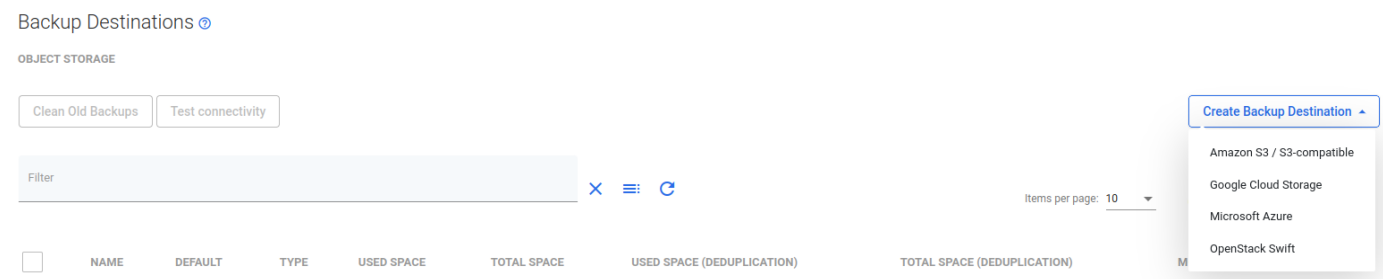 Backup Destinations
OBJECT STORAGE
Clean Old Backups Test connectivity Create Backup Destination
Amazon S3 / S3-compatible
Filter
Google Cloud Storage
Items per page: 10
Microsoft Azure
OpenStack Swift
NAME DEFAULT TYPE USED SPACE TOTAL SPACE USED SPACE (DEDUPLICATION) TOTAL SPACE (DEDUPLICATION) M